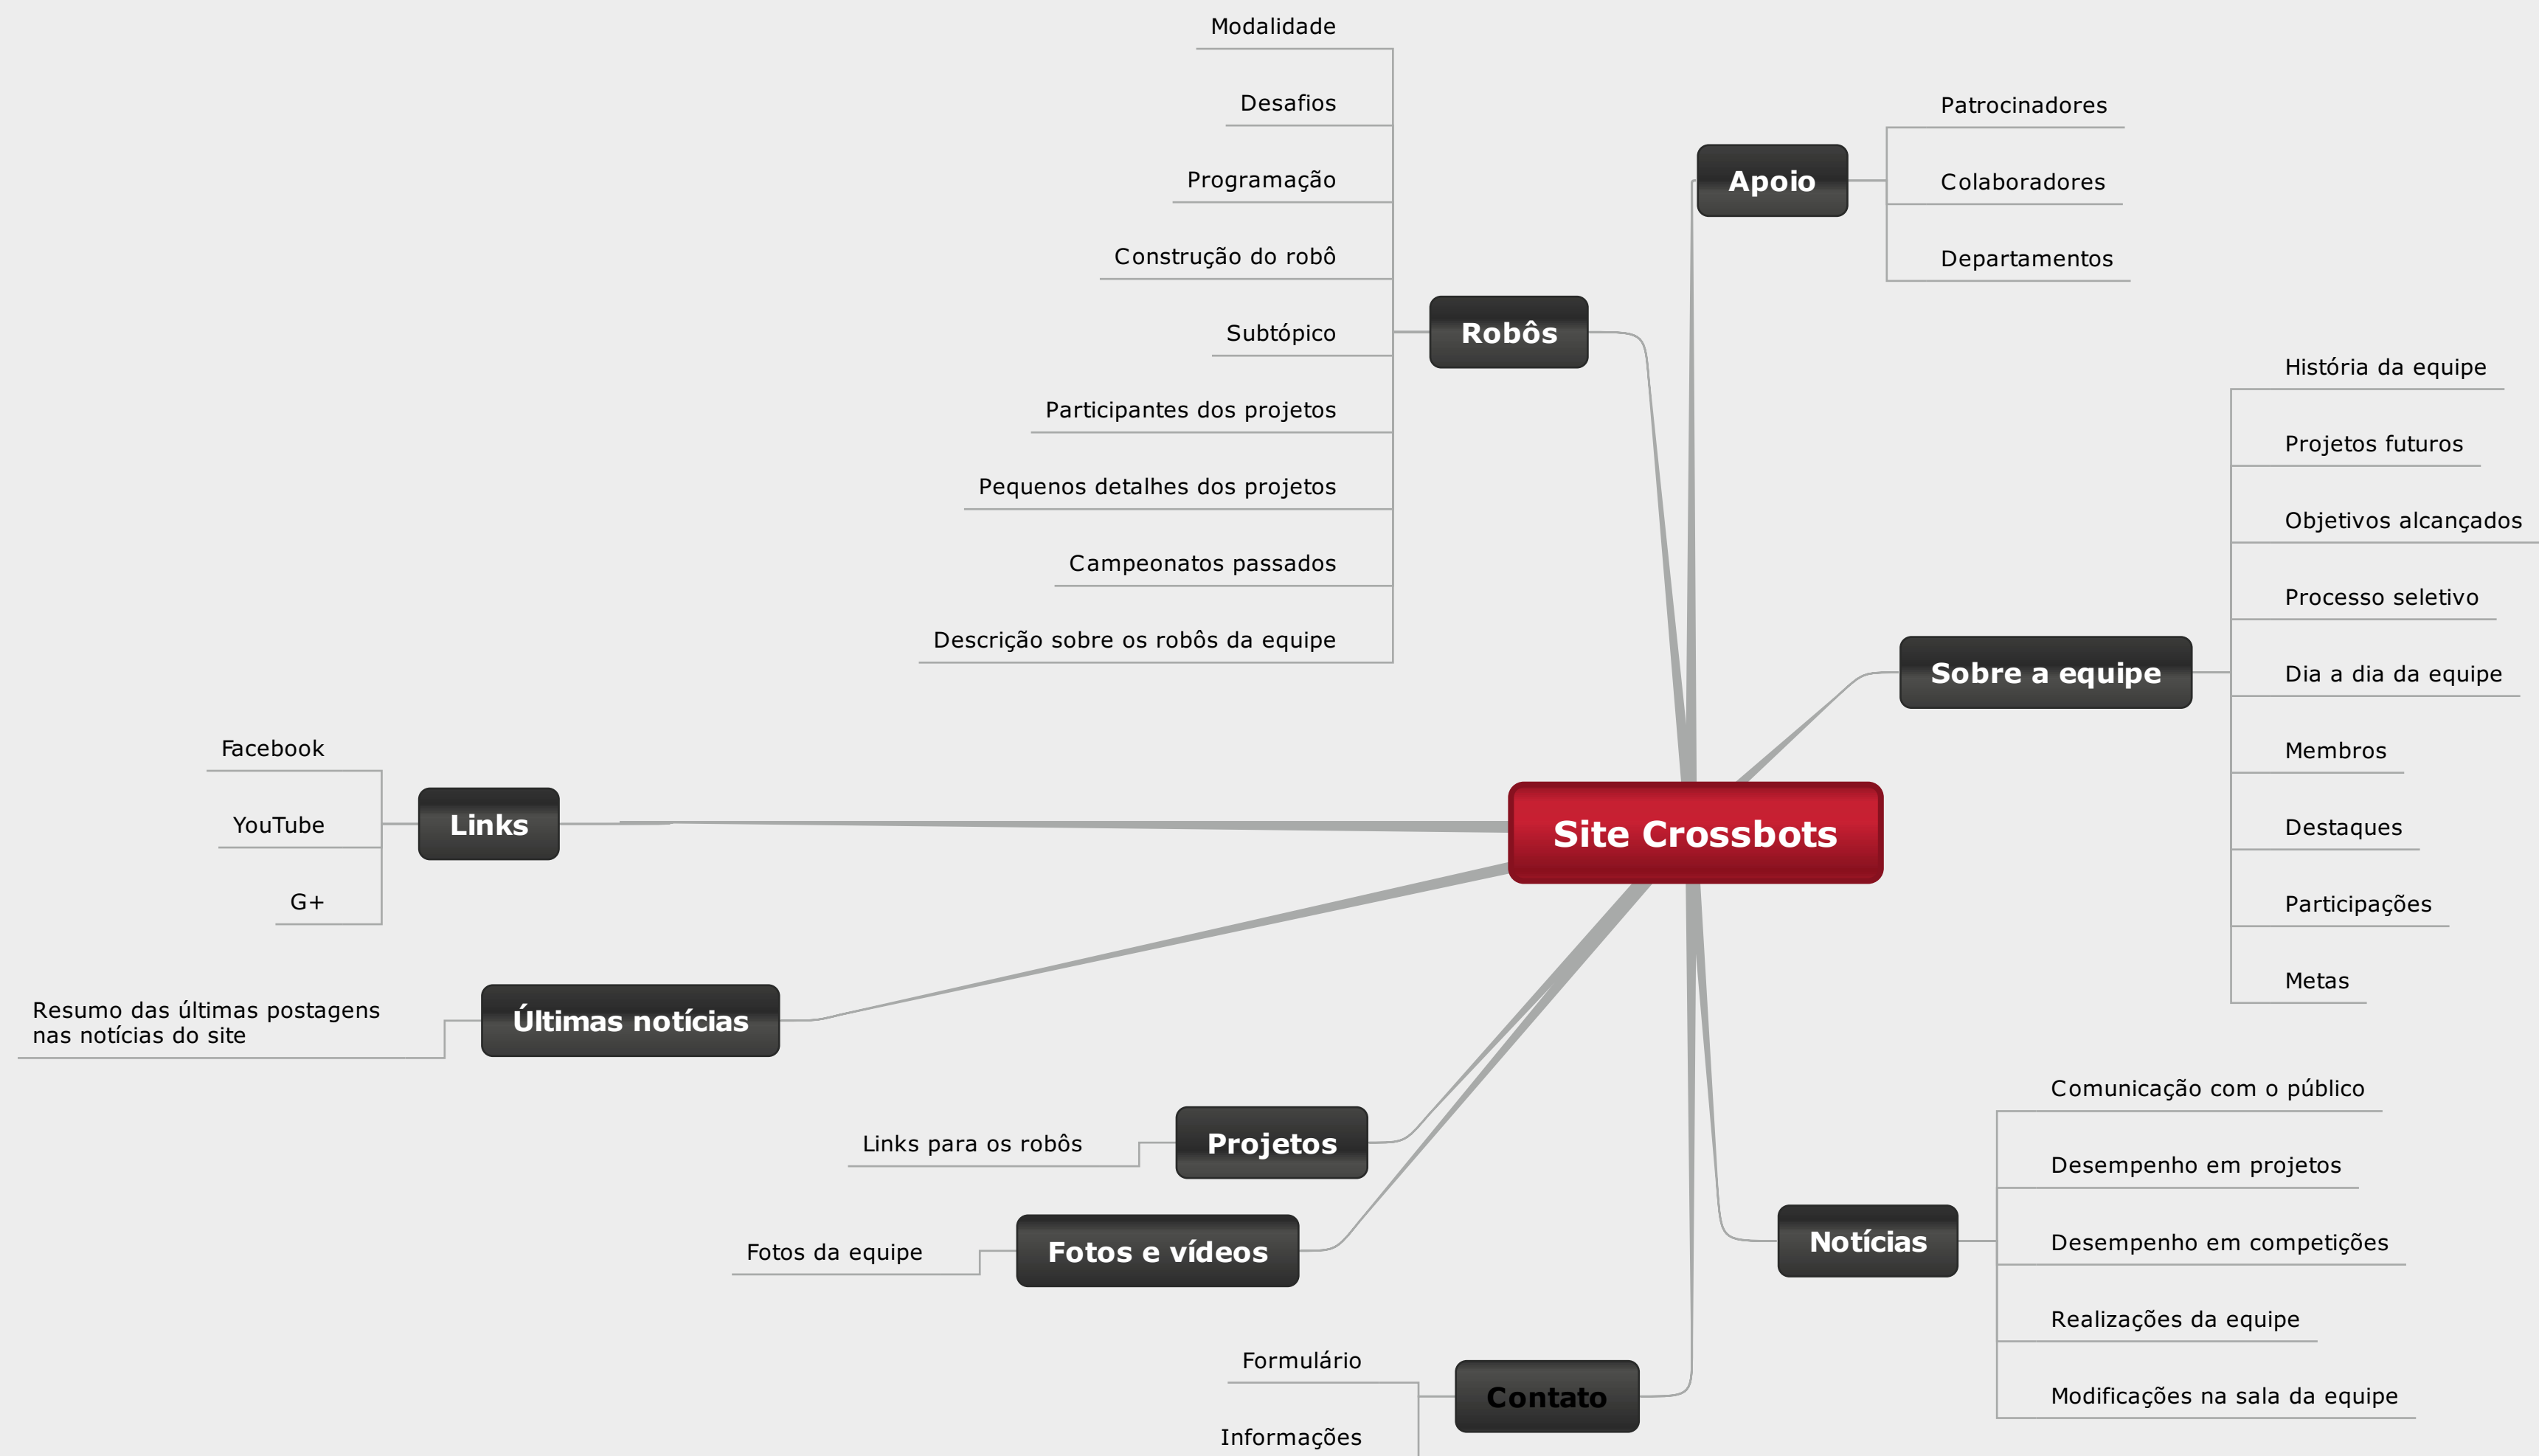 Site Crossbots
Apoio
Patrocinadores
Colaboradores
Departamentos
Sobre a equipe
História da equipe
Projetos futuros
Objetivos alcançados
Processo seletivo
Dia a dia da equipe
Membros
Destaques
Participações
Metas
Notícias
Comunicação com o público
Desempenho em projetos
Desempenho em competições
Realizações da equipe
Modificações na sala da equipe
Contato
Formulário
Informações
Fotos e vídeos
Fotos da equipe
Projetos
Links para os robôs
Últimas notícias
Resumo das últimas postagens
nas notícias do site
Links
Facebook
YouTube
G+
Robôs
Modalidade
Desafios
Programação
Construção do robô
Subtópico
Participantes dos projetos
Pequenos detalhes dos projetos
Campeonatos passados
Descrição sobre os robôs da equipe